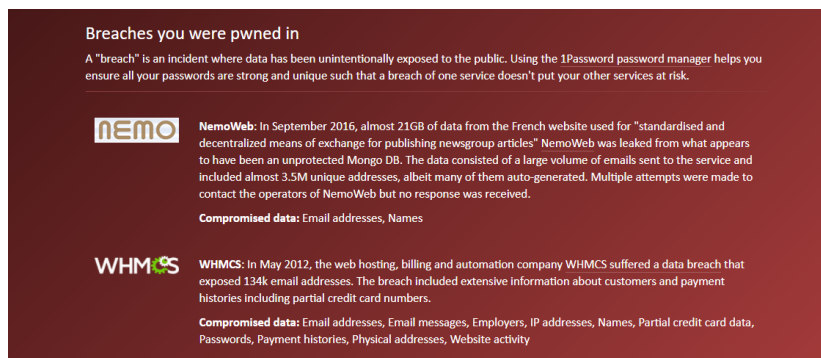 Breaches you were pwned in
A "breach" is an incident where data has been unintentionally exposed to the public. Using the 1Password password manager helps you
ensure all your passwords are strong and unique such that a breach of one service doesn't put your other services at risk.
nemo
NemoWeb: In September 2016, almost 21GB of data from the French website used for "standardised and
decentralized means of exchange for publishing newsgroup articles" NemoWeb was leaked from what appears
to have been an unprotected Mongo DB. The data consisted of a large volume of emails sent to the service and
included almost 3.5M unique addresses, albeit many of them auto-generated. Multiple attempts were made to
contact the operators of NemoWeb but no response was received.
Compromised data: Email addresses, Names
WHMCS
WHMCS: In May 2012, the web hosting, billing and automation company WHMCS suffered a data breach that
exposed 134k email addresses. The breach included extensive information about customers and payment
histories including partial credit card numbers.
Compromised data: Email addresses, Email messages, Employers, IP addresses, Names, Partial credit card data,
Passwords, Payment histories, Physical addresses, Website activity